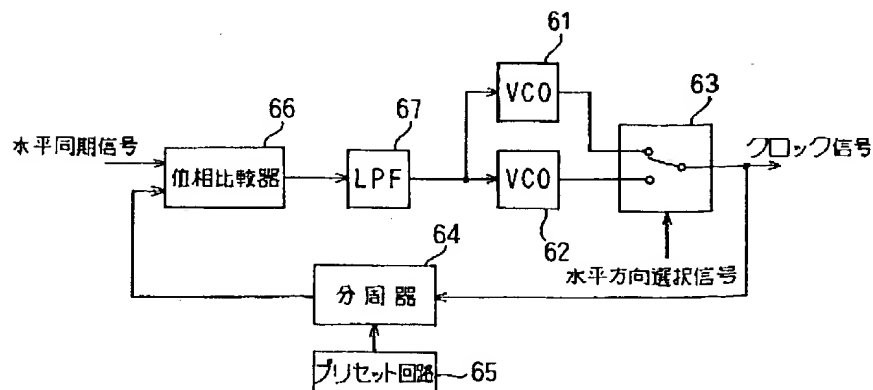 61
VCO
63
66
67
水平同期信号
クロック信号
位相比較器
LPF
VCO
62
64
水平方向選択信号
分周器
プリセット回路
65